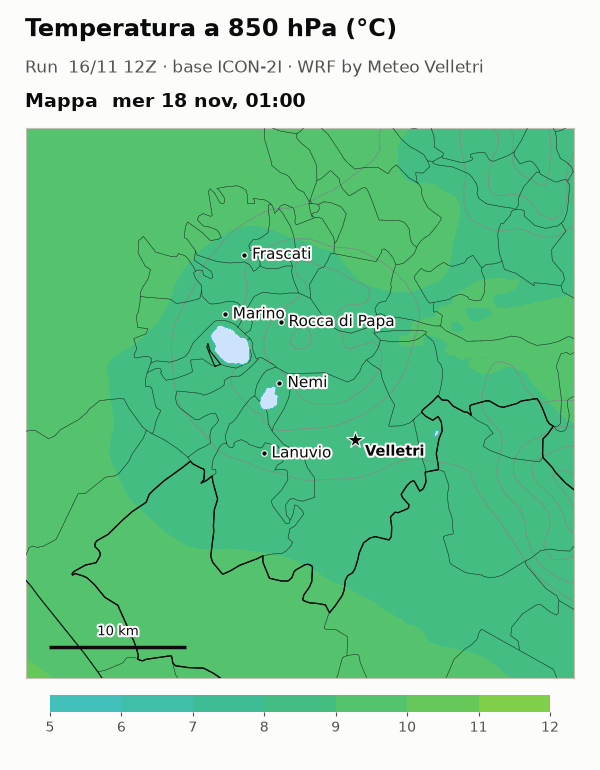 Temperatura a 850 hPa (°C)
Run  16/11 12Z · base ICON-2I · WRF by Meteo Velletri
Mappa  mer 18 nov, 01:00
Frascati
Marino
Rocca di Papa
Nemi
Velletri
Lanuvio
10 km
5 6 7 8 9 10 11 12